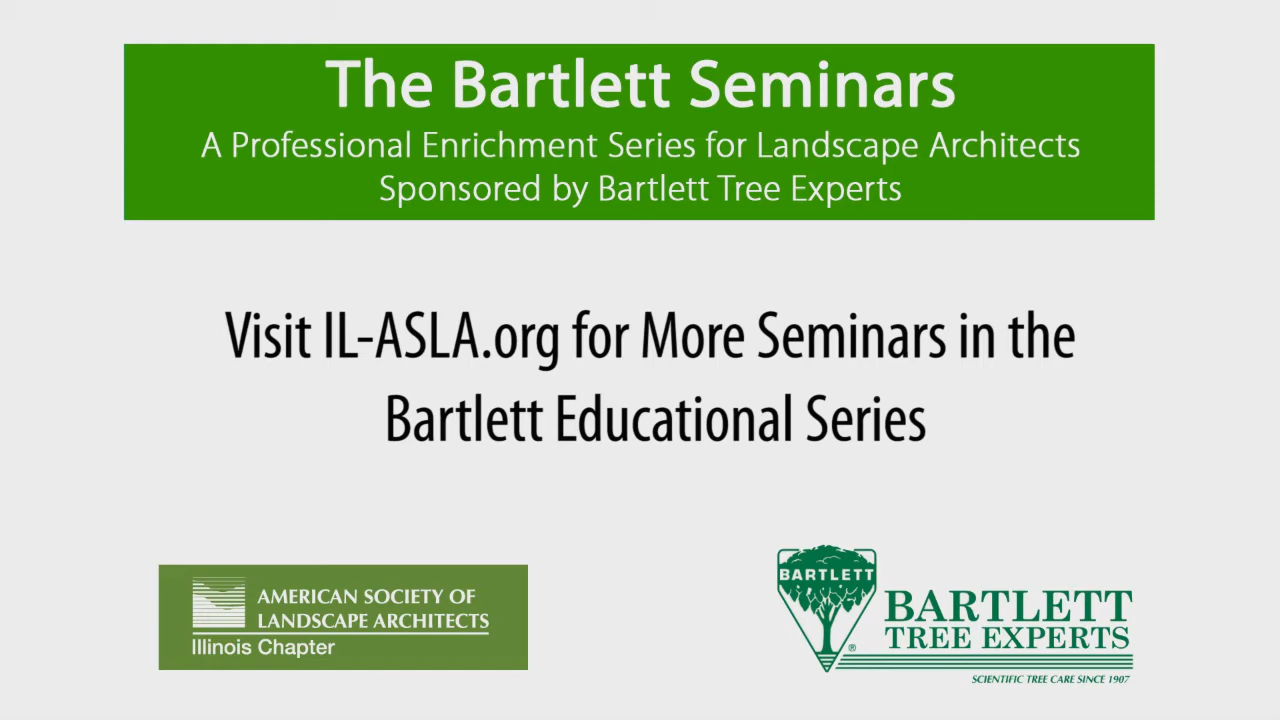 The Bartlett Seminars
A Professional Enrichment Series for Landscape Architects
Sponsored by Bartlett Tree Experts
Visit IL-ASLA.org for More Seminars in the
Bartlett Educational Series
AMERICAN SOCIETY OF
LANDSCAPE ARCHITECTS
Illinois Chapter
BARTLETT
®
BARTLETT
TREE EXPERTS
SCIENTIFIC TREE CARE SINCE 1907